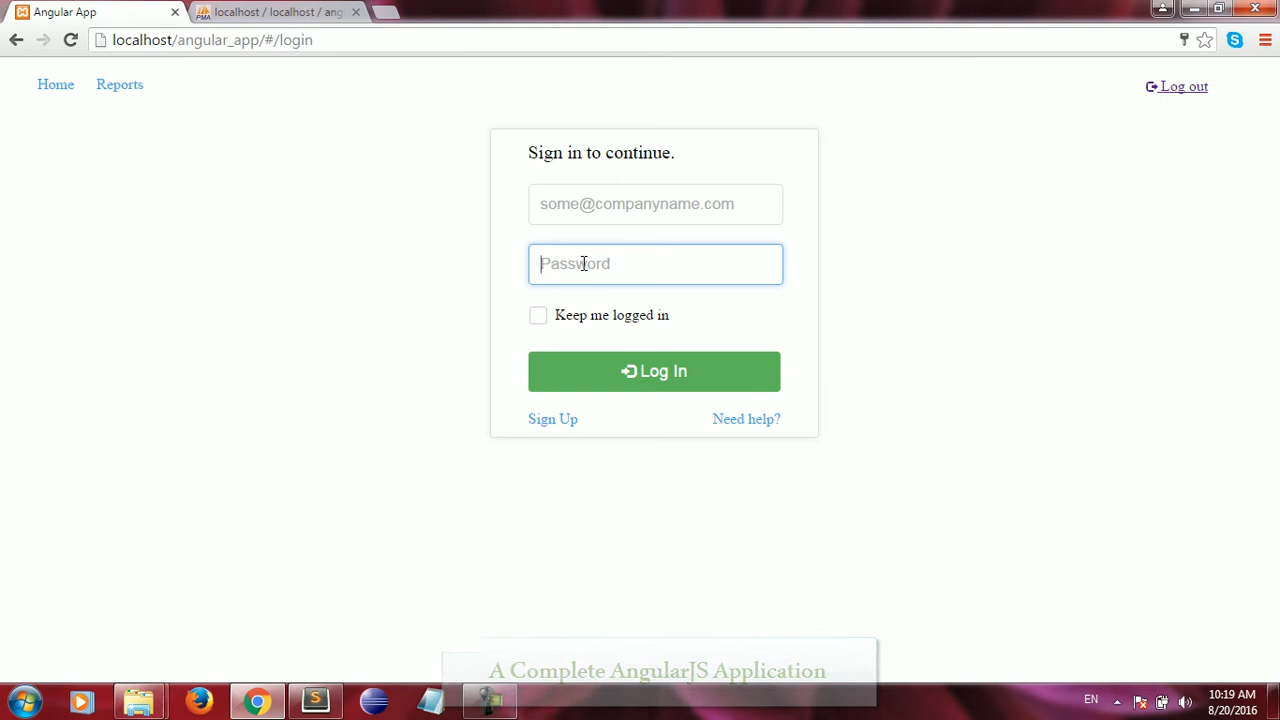 Angular App
PMA
localhost / localhost / ang
localhost/angular_app/#/login
Home Reports
Log out
Sign in to continue.
some@companyname.com
Password
Keep me logged in
Log In
Sign Up Need help?
A Complete AngularJS Application
EN
10:19 AM
8/20/2016